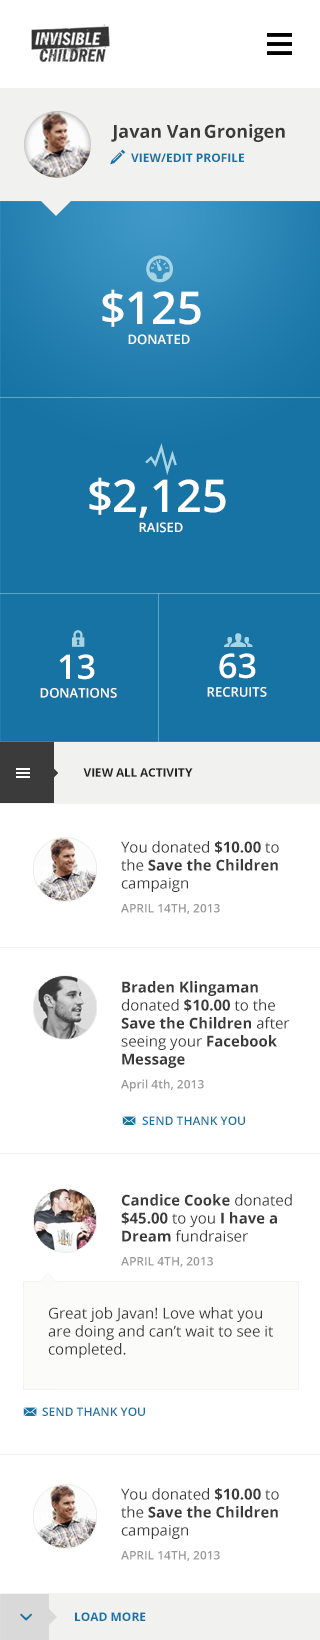 INVISIBLE
CHILDREN
Javan Van Gronigen
VIEW/EDIT PROFILE
$125
DONATED
$2,125
RAISED
13
DONATIONS
63
RECRUITS
VIEW ALL ACTIVITY
You donated $10.00 to
the Save the Children
campaign
APRIL 14TH, 2013
Braden Klingaman
donated $10.00 to the
Save the Children after
seeing your Facebook
Message
April 4th, 2013
SEND THANK YOU
Candice Cooke donated
$45.00 to you I have a
Dream fundraiser
APRIL 4TH, 2013
Great job Javan! Love what you
are doing and can't wait to see it
completed.
SEND THANK YOU
You donated $10.00 to
the Save the Children
campaign
APRIL 14TH, 2013
LOAD MORE